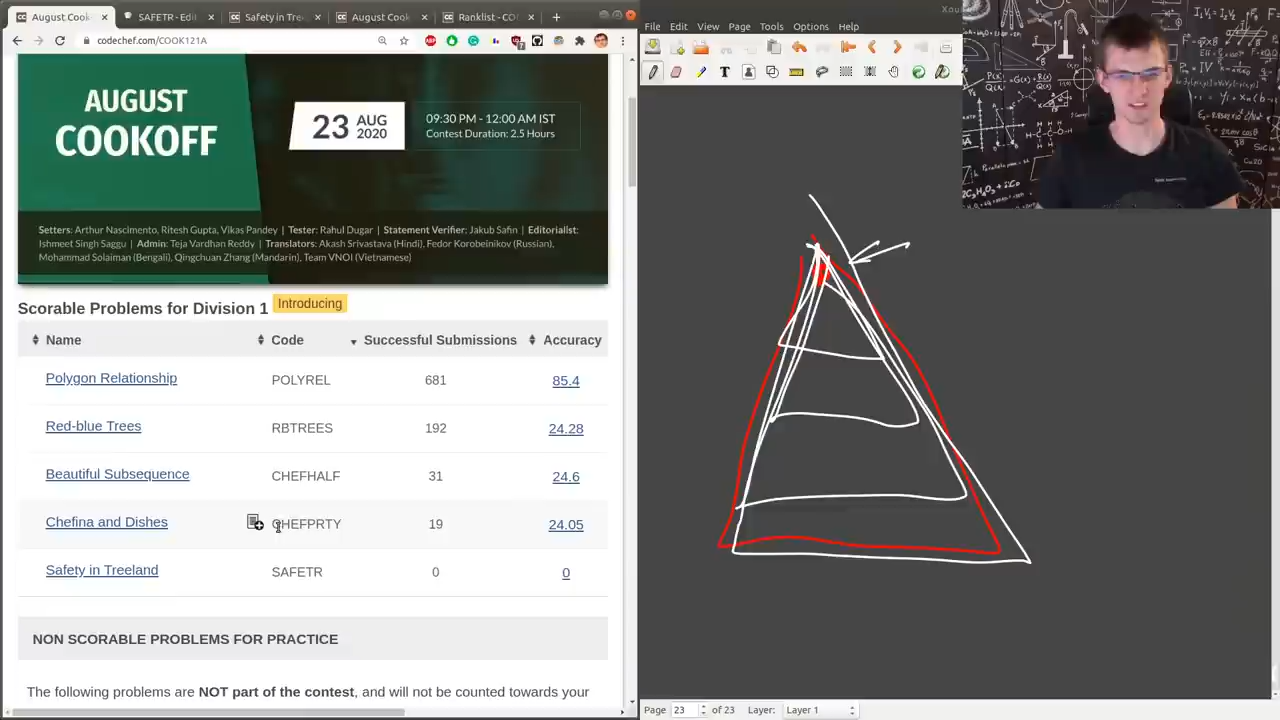 August Cook
SAFETR - Edit
Safety in Tre
August Cook
Ranklist - CO
codechef.com/COOK121A
File Edit View Page Tools Options
AUGUST
COOKOFF
23 AUG
2020
09:30 PM - 12:00 AM IST
Contest Duration: 2.5 Hours
Setters: Arthur Nascimento, Ritesh Gupta, Vikas Pandey | Tester: Rahul Dugar | Statement Verifier: Jakub Safin | Editorialist:
Ishmeet Singh Saggu | Admin: Teja Vardhan Reddy | Translators: Akash Srivastava (Hindi), Fedor Korobeinikov (Russian),
Mohammad Solaiman (Bengali), Qingchuan Zhang (Mandarin), Team VNOI (Vietnamese)
Scorable Problems for Division 1 Introducing
Name Code Successful Submissions Accuracy
Polygon Relationship POLYREL 681 85.4
Red-blue Trees RBTREES 192 24.28
Beautiful Subsequence CHEFHALF 31 24.6
Chefina and Dishes CHEFPRTY 19 24.05
Safety in Treeland SAFETR 0 0
NON SCORABLE PROBLEMS FOR PRACTICE
The following problems are NOT part of the contest, and will not be counted towards your
Page 23 of 23 Layer: Layer 1